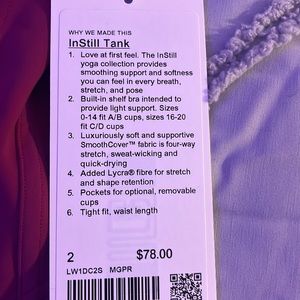 WHY WE MADE THIS
InStill Tank
1. Love at first feel. The InStill
yoga collection provides
smoothing support and softness
you can feel in every breath,
stretch, and pose
2. Built-in shelf bra intended to
provide light support. Sizes
0-14 fit A/B cups, sizes 16-20
fit C/D cups
3. Luxuriously soft and supportive
SmoothCover™ fabric is four-way
stretch, sweat-wicking and
quick-drying
4. Added Lycra® fibre for stretch
and shape retention
5. Pockets for optional, removable
cups
6. Tight fit, waist length
2 $78.00
LW1DC2S MGPR